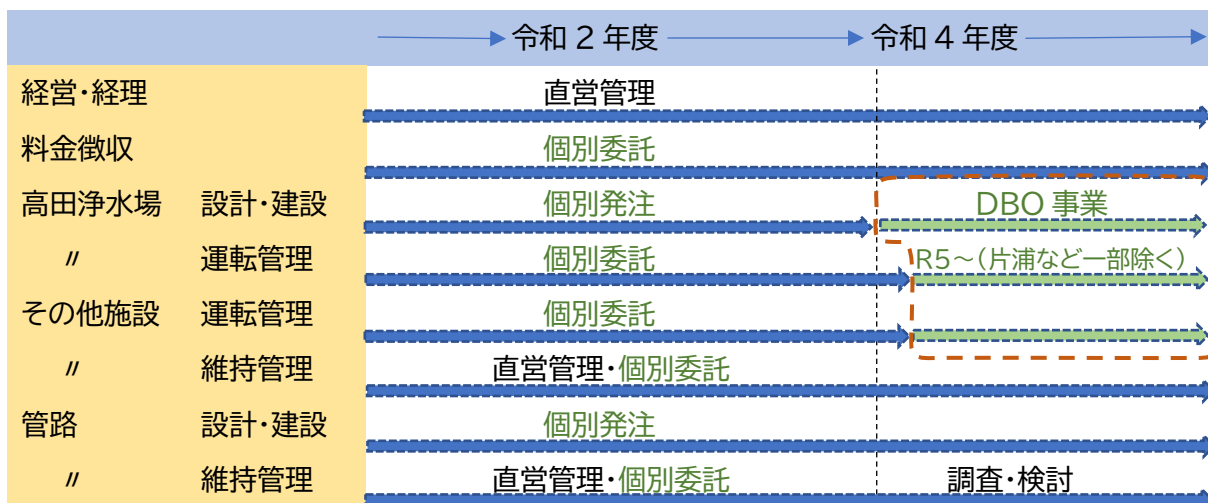 令和 2 年度 令和 4 年度
経営・経理 直営管理
料金徴収 個別委託
高田浄水場 設計・建設 個別発注 DBO 事業
〃 運転管理 個別委託 R5～(片浦など一部除く)
その他施設 運転管理 個別委託
〃 維持管理 直営管理・個別委託
管路 設計・建設 個別発注
〃 維持管理 直営管理・個別委託 調査・検討